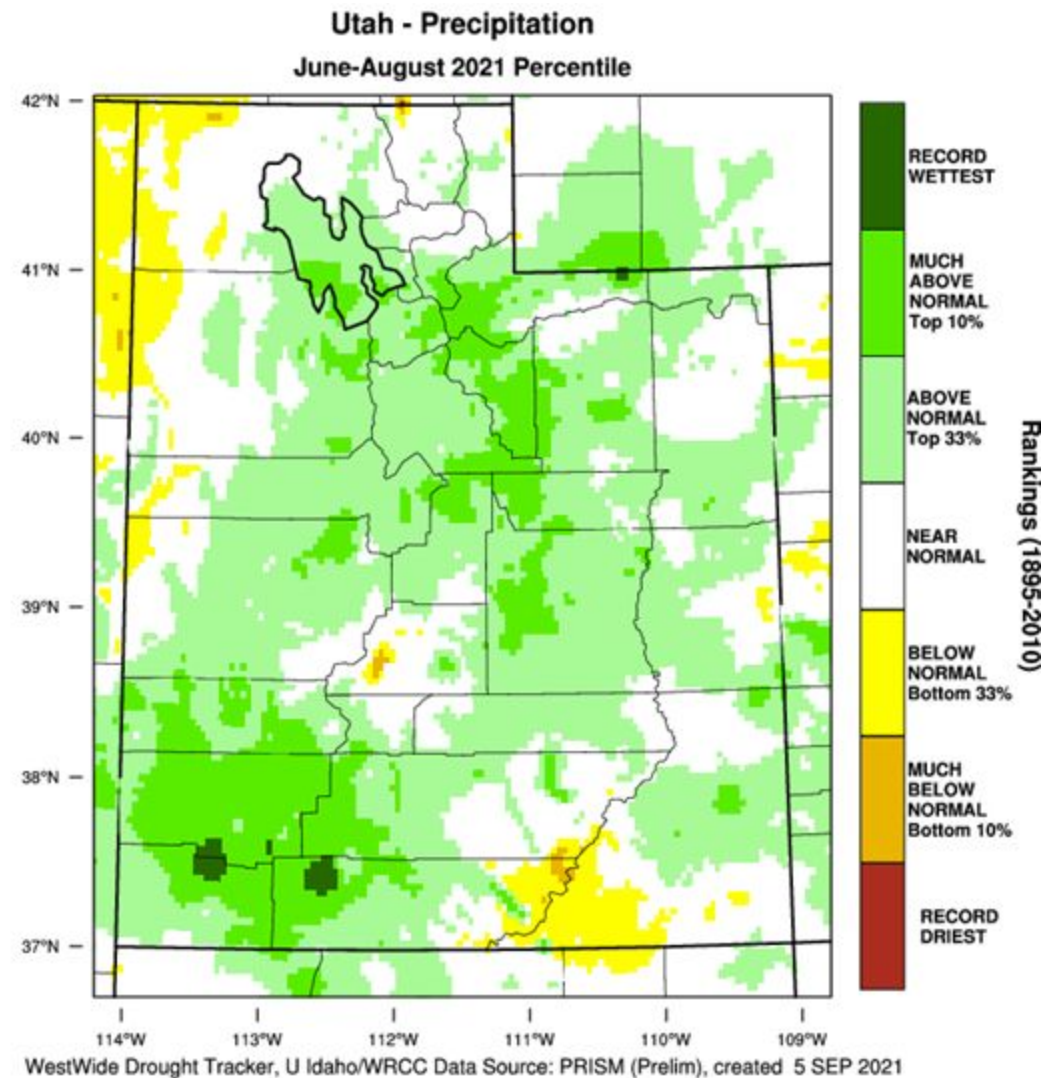 Utah - Precipitation
June-August 2021 Percentile
42°N
41°N
40°N
39°N
38°N
37°N
114°W
113°W
112°W
111°W
110°W
109°W
RECORD
WETTEST
MUCH
ABOVE
NORMAL
Top 10%
ABOVE
NORMAL
Top 33%
NEAR
NORMAL
BELOW
NORMAL
Bottom 33%
MUCH
BELOW
NORMAL
Bottom 10%
RECORD
DRIEST
Rankings (1895-2010)
WestWide Drought Tracker, U Idaho/WRCC Data Source: PRISM (Prelim), created 5 SEP 2021